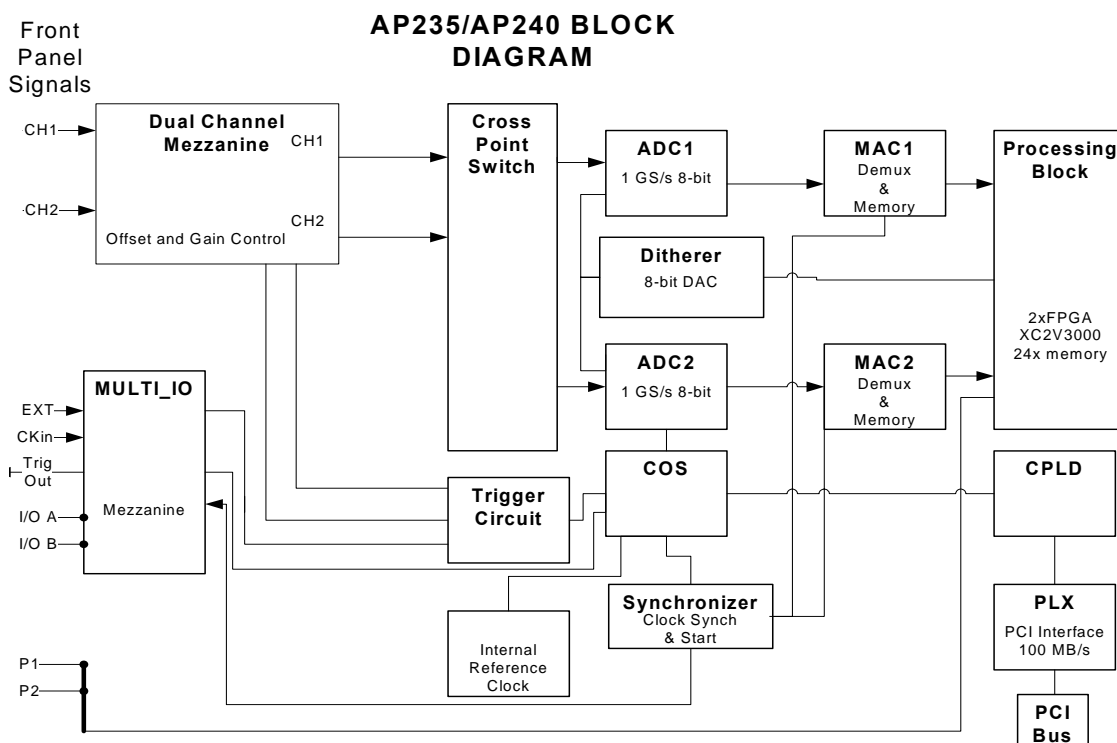 AP235/AP240 BLOCK
DIAGRAM
Front
Panel
Signals
CH1
CH2
Dual Channel
Mezzanine
CH1
CH2
Offset and Gain Control
Cross
Point
Switch
ADC1
1 GS/s 8-bit
MAC1
Demux
&
Memory
Processing
Block
2xFPGA
XC2V3000
24x memory
Ditherer
8-bit DAC
ADC2
1 GS/s 8-bit
MAC2
Demux
&
Memory
MULTI_IO
Mezzanine
EXT
CKin
Trig
Out
I/O A
I/O B
Trigger
Circuit
COS
CPLD
Synchronizer
Clock Synch
& Start
Internal
Reference
Clock
PLX
PCI Interface
100 MB/s
P1
P2
PCI
Bus